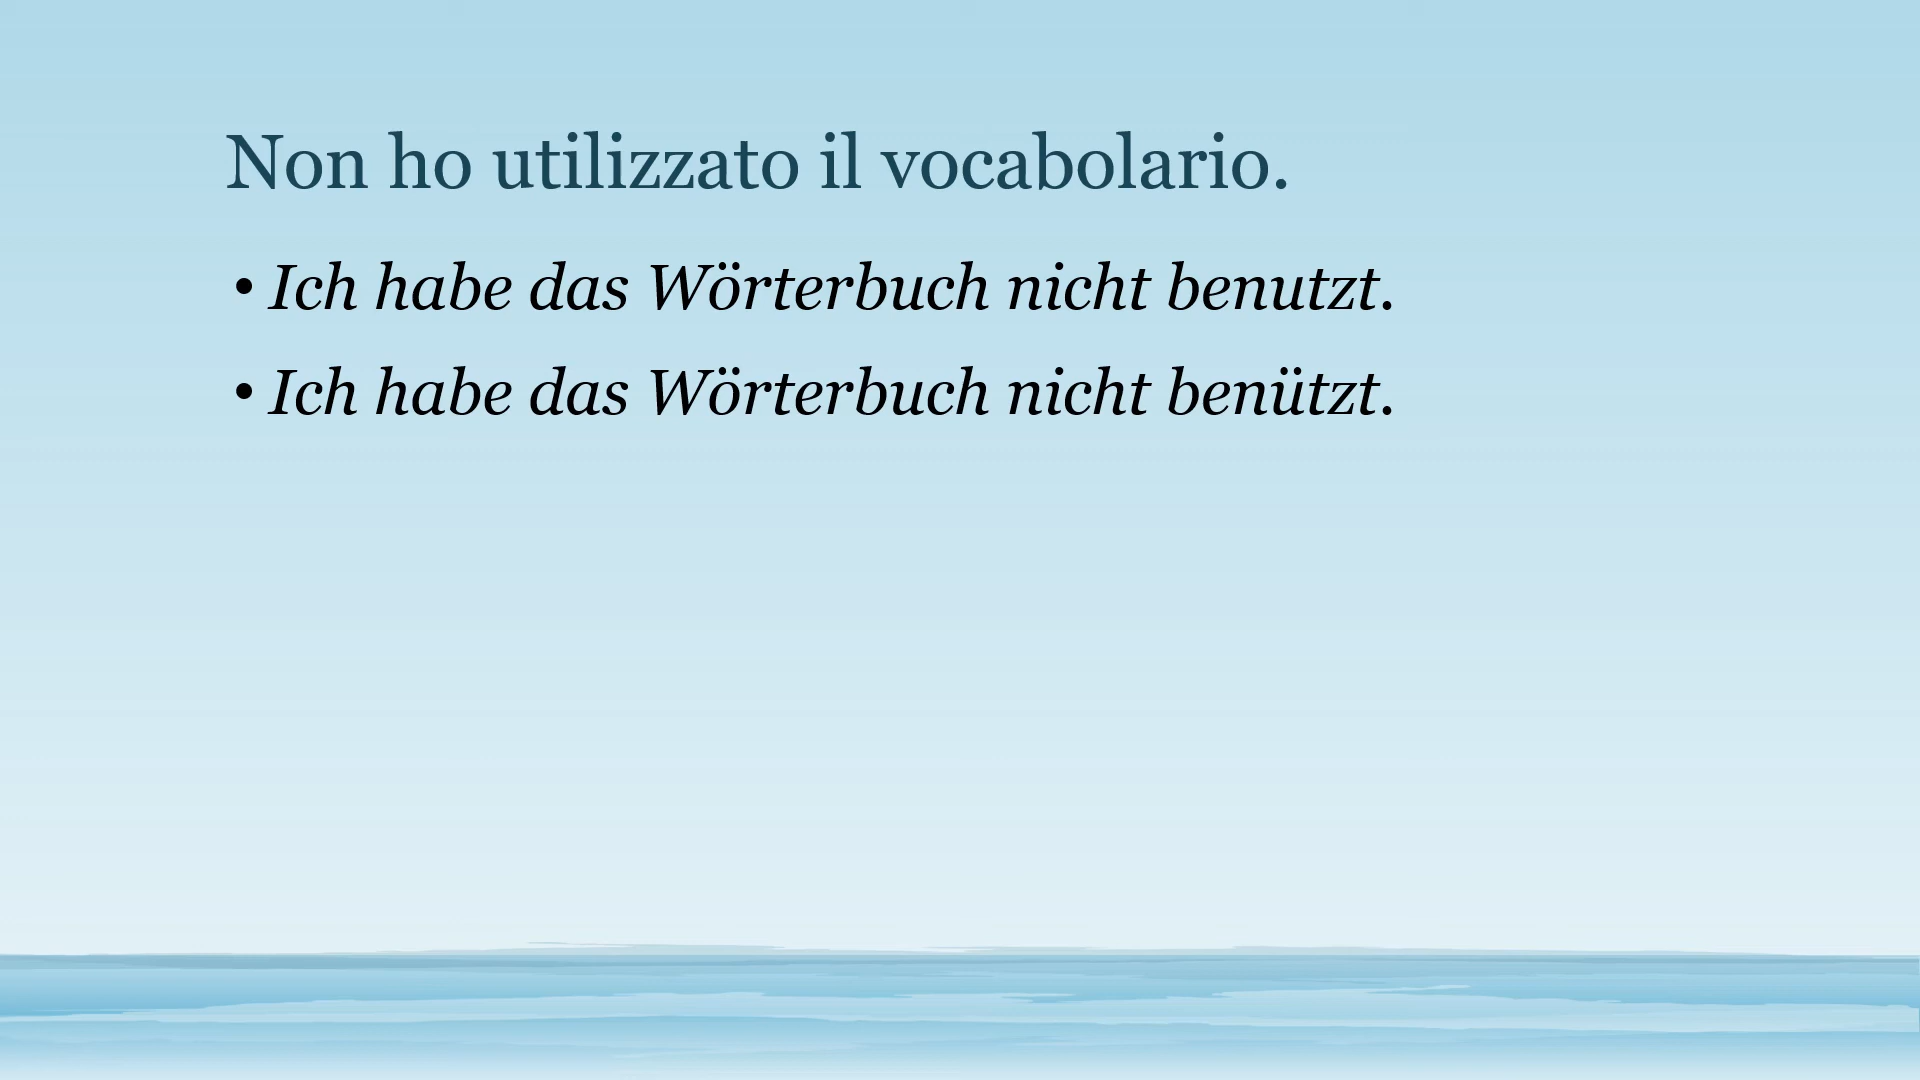 Non ho utilizzato il vocabolario.
• Ich habe das Wörterbuch nicht benutzt.
• Ich habe das Wörterbuch nicht benützt.